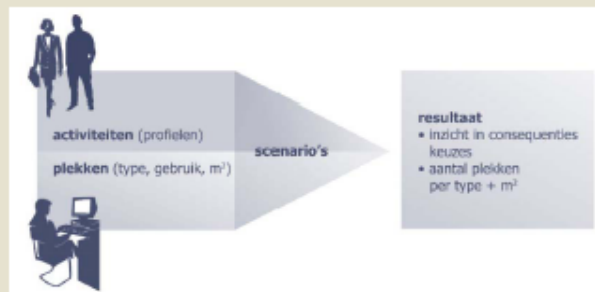 activiteiten (profielen)
plekken (type, gebruik, m²)
scenario's
resultaat
• inzicht in consequenties
keuzes
• aantal plekken
per type + m²